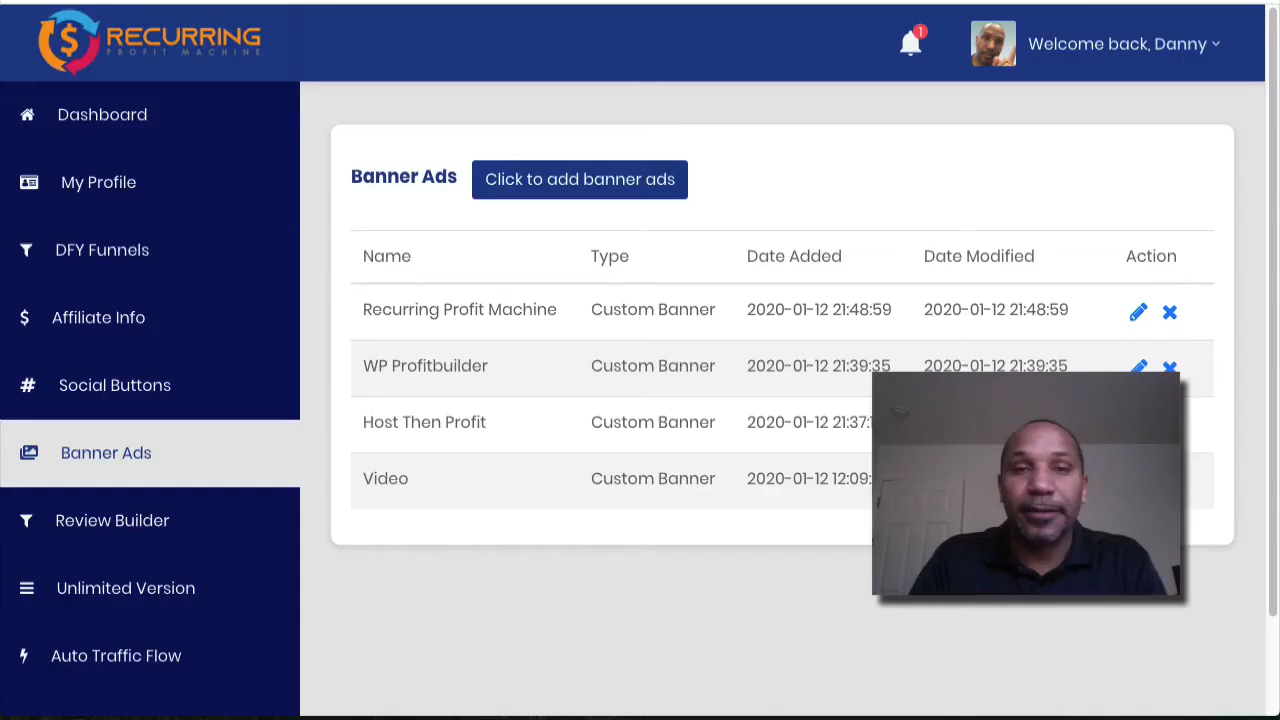 RECURRING
PROFIT MACHINE
1
Welcome back, Danny
Dashboard
My Profile
DFY Funnels
Affiliate Info
Social Buttons
Banner Ads
Review Builder
Unlimited Version
Auto Traffic Flow
Banner Ads Click to add banner ads
Name Type Date Added Date Modified Action
Recurring Profit Machine Custom Banner 2020-01-12 21:48:59 2020-01-12 21:48:59
WP Profitbuilder Custom Banner 2020-01-12 21:39:35 2020-01-12 21:39:35
Host Then Profit Custom Banner 2020-01-12 21:37:
Video Custom Banner 2020-01-12 12:09: